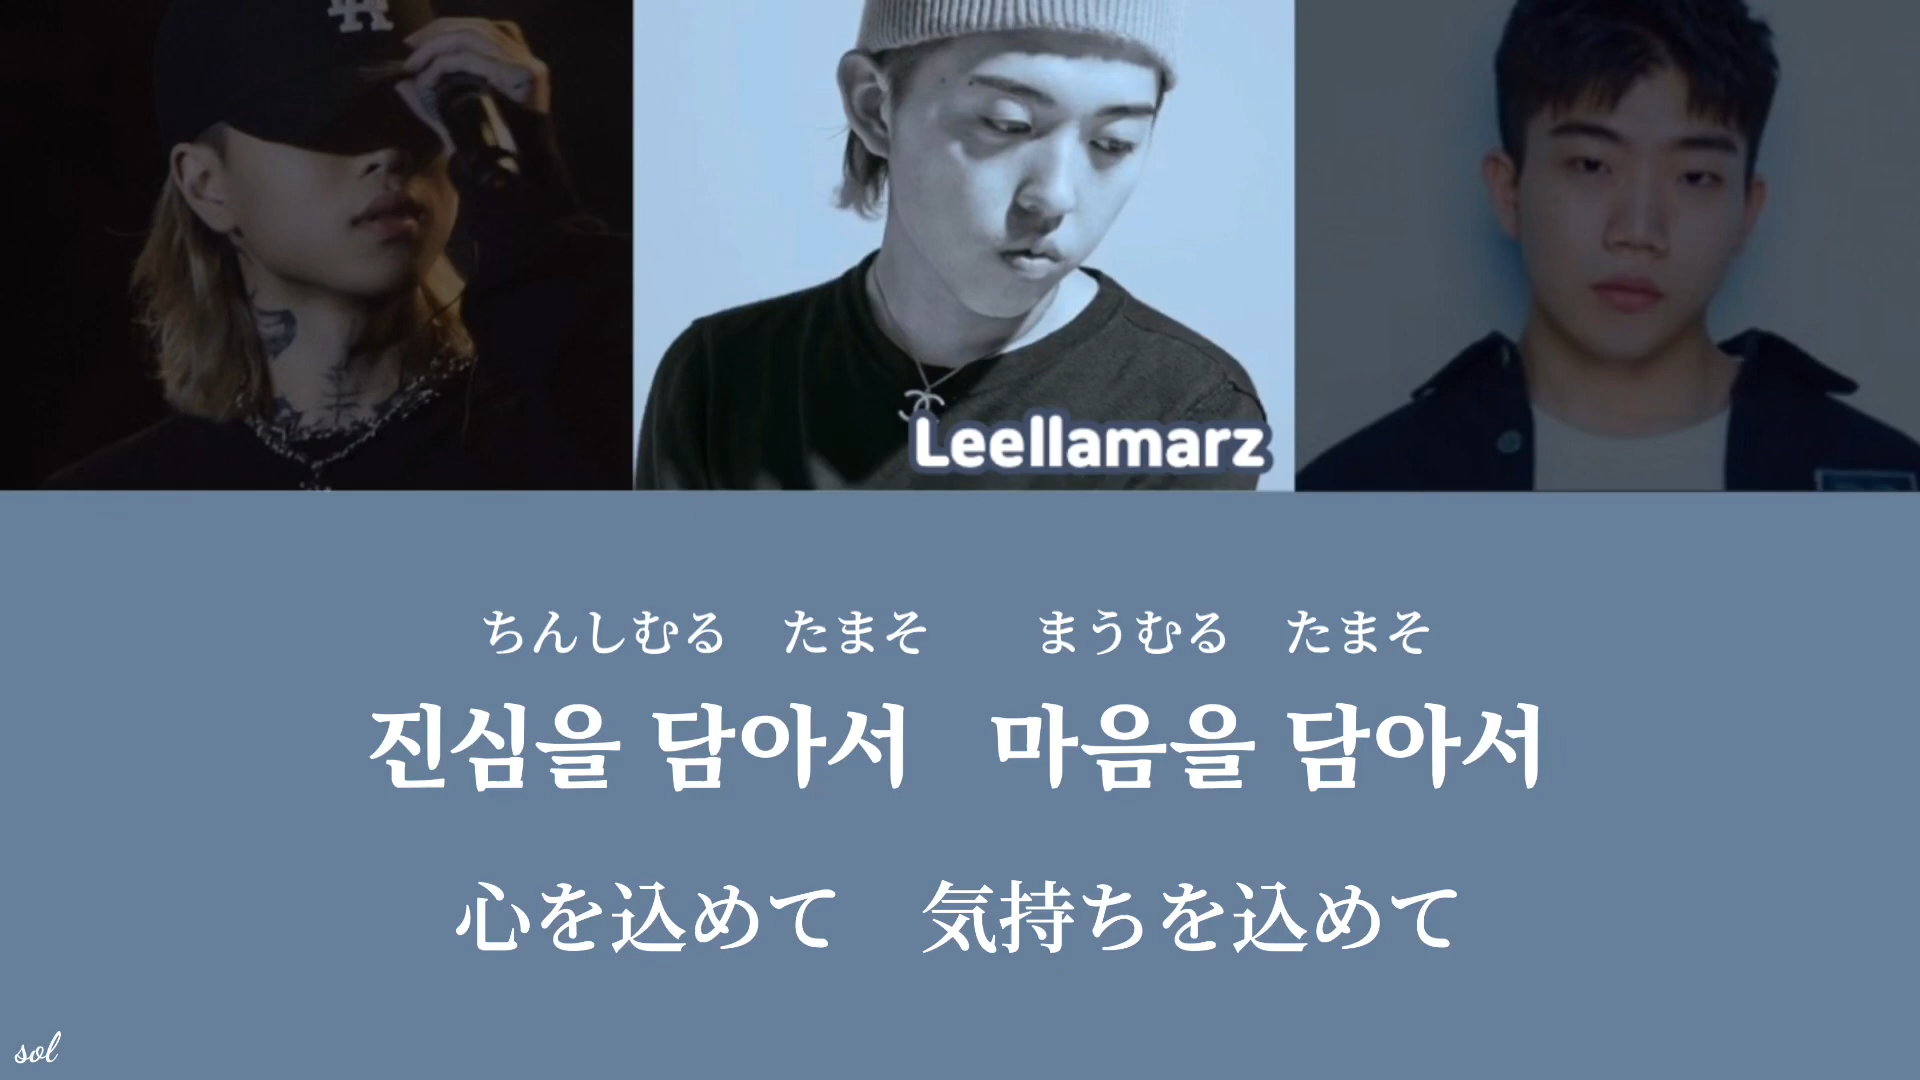 LA
Leellamarz
ちんしむる　たまそ　　まうむる　たまそ
진심을 담아서   마음을 담아서
心を込めて　気持ちを込めて
sol